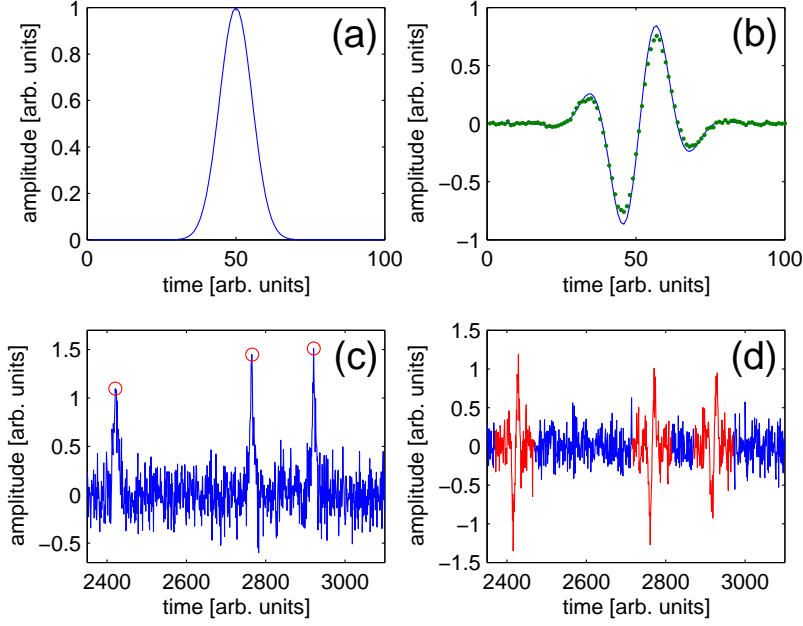 (a)
amplitude [arb. units]
1
0.8
0.6
0.4
0.2
0
0 50 100
time [arb. units]
(b)
amplitude [arb. units]
1
0.5
0
−0.5
−1
0 50 100
time [arb. units]
(c)
amplitude [arb. units]
1.5
1
0.5
0
−0.5
2400 2600 2800 3000
time [arb. units]
(d)
amplitude [arb. units]
1.5
1
0.5
0
−0.5
−1
−1.5
2400 2600 2800 3000
time [arb. units]